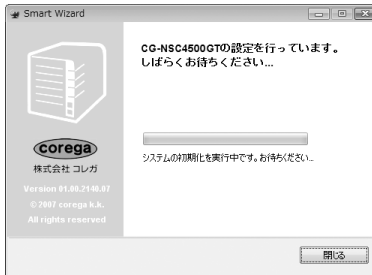 Smart Wizard
CG-NSC4500GTの設定を行っています。
しばらくお待ちください...
システムの初期化を実行中です。お待ちください...
corega
株式会社 コレガ
Version 01.00.2140.07
© 2007 corega k.k.
All rights reserved
閉じる